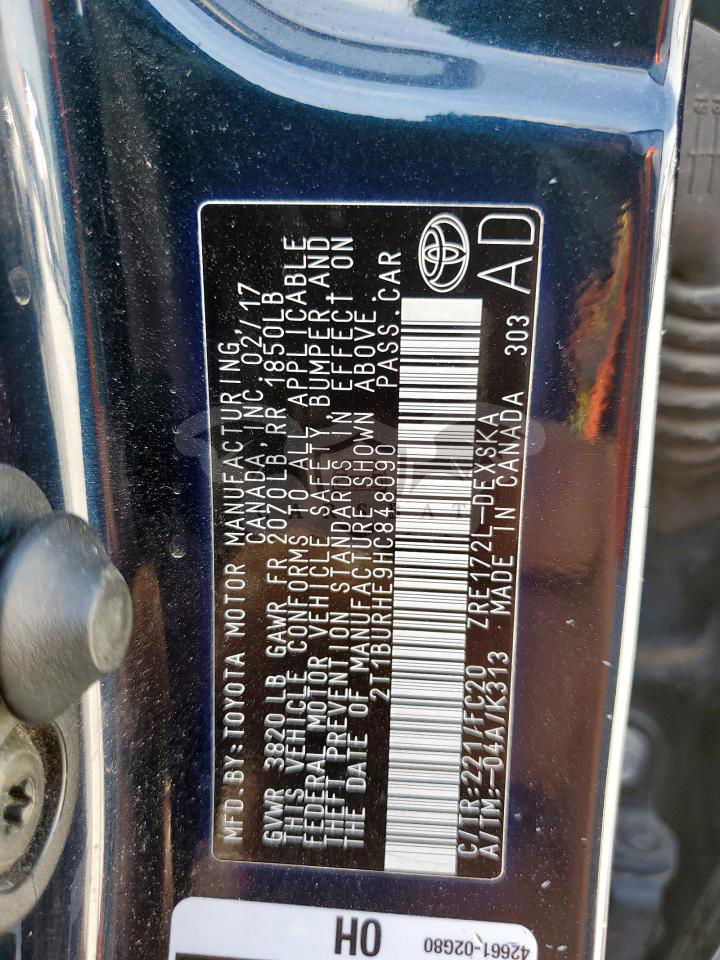 MFD. BY: TOYOTA MOTOR MANUFACTURING,
CANADA, INC. 02/17
GVWR 3820LB GAWR FR 2070LB RR 1850LB
THIS VEHICLE CONFORMS TO ALL APPLICABLE
FEDERAL MOTOR VEHICLE SAFETY, BUMPER AND
THEFT PREVENTION STANDARDS IN EFFECT ON
THE DATE OF MANUFACTURE SHOWN ABOVE.
2T1BURHE9HC848090 PASS.CAR
C/TR:221/FC20 ZRE172L-DEXSKA
A/TM:-04A/K313 MADE IN CANADA 303
AD
OH
42661-02G80